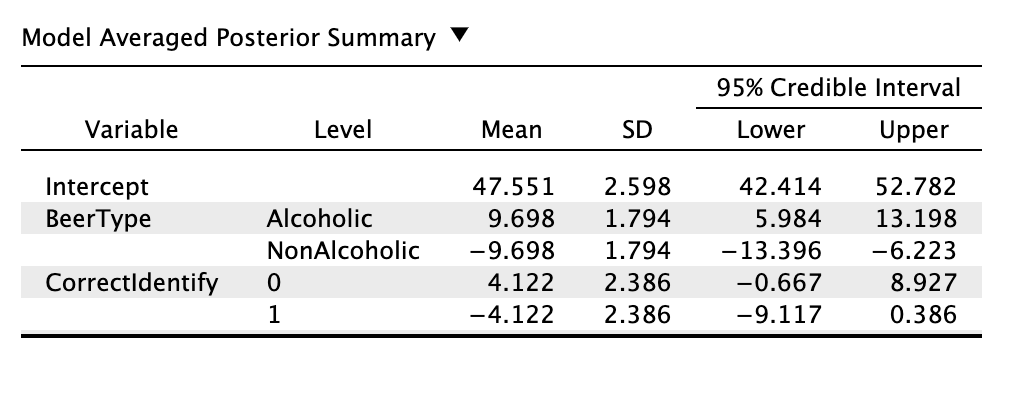 Model Averaged Posterior Summary ▼
95% Credible Interval
Variable Level Mean SD Lower Upper
Intercept 47.551 2.598 42.414 52.782
BeerType Alcoholic 9.698 1.794 5.984 13.198
NonAlcoholic −9.698 1.794 −13.396 −6.223
CorrectIdentify 0 4.122 2.386 −0.667 8.927
1 −4.122 2.386 −9.117 0.386